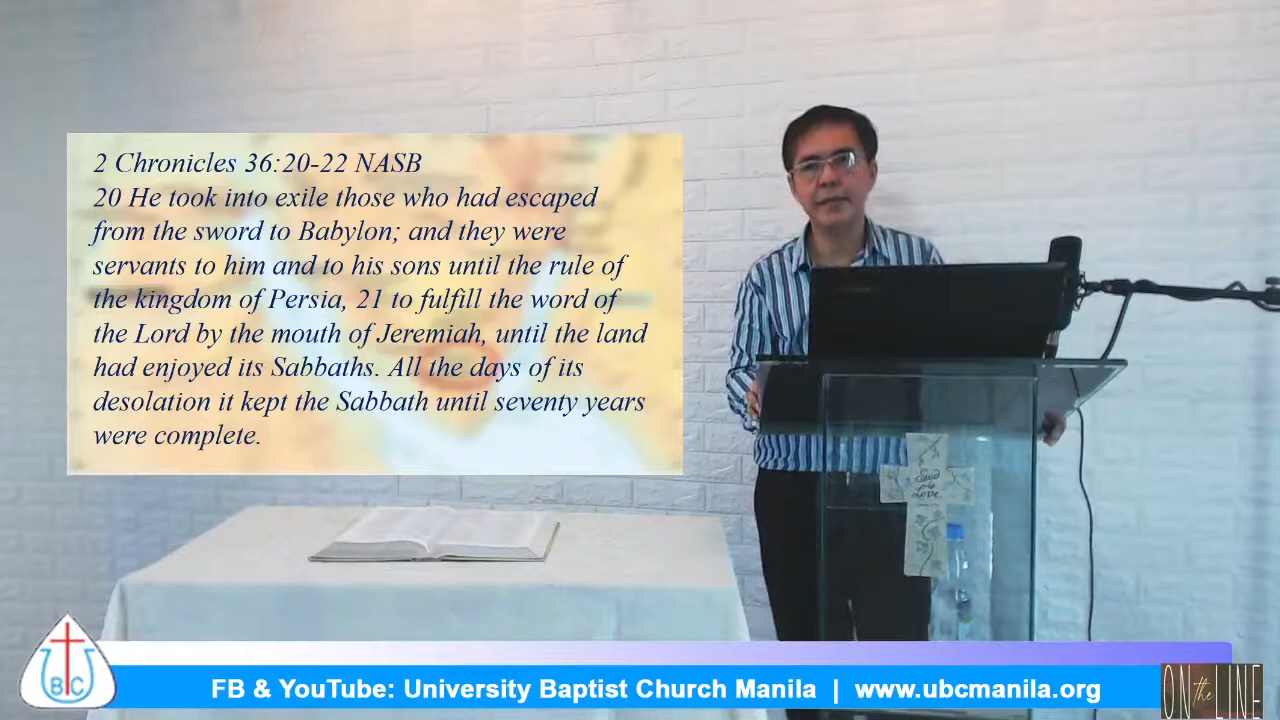 2 Chronicles 36:20-22 NASB
20 He took into exile those who had escaped
from the sword to Babylon; and they were
servants to him and to his sons until the rule of
the kingdom of Persia, 21 to fulfill the word of
the Lord by the mouth of Jeremiah, until the land
had enjoyed its Sabbaths. All the days of its
desolation it kept the Sabbath until seventy years
were complete.
God
is
Love
UBC
FB & YouTube: University Baptist Church Manila | www.ubcmanila.org
ON the LINE